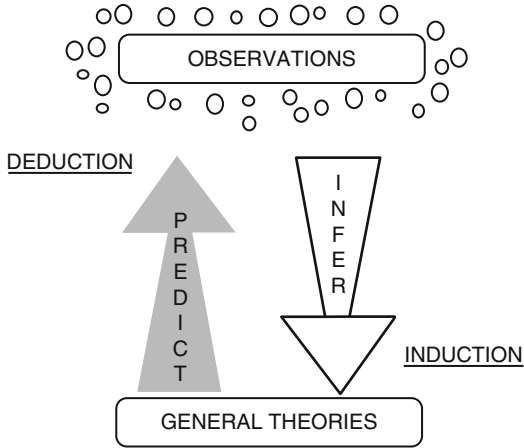 OBSERVATIONS
DEDUCTION
PREDICT
INFER
INDUCTION
GENERAL THEORIES